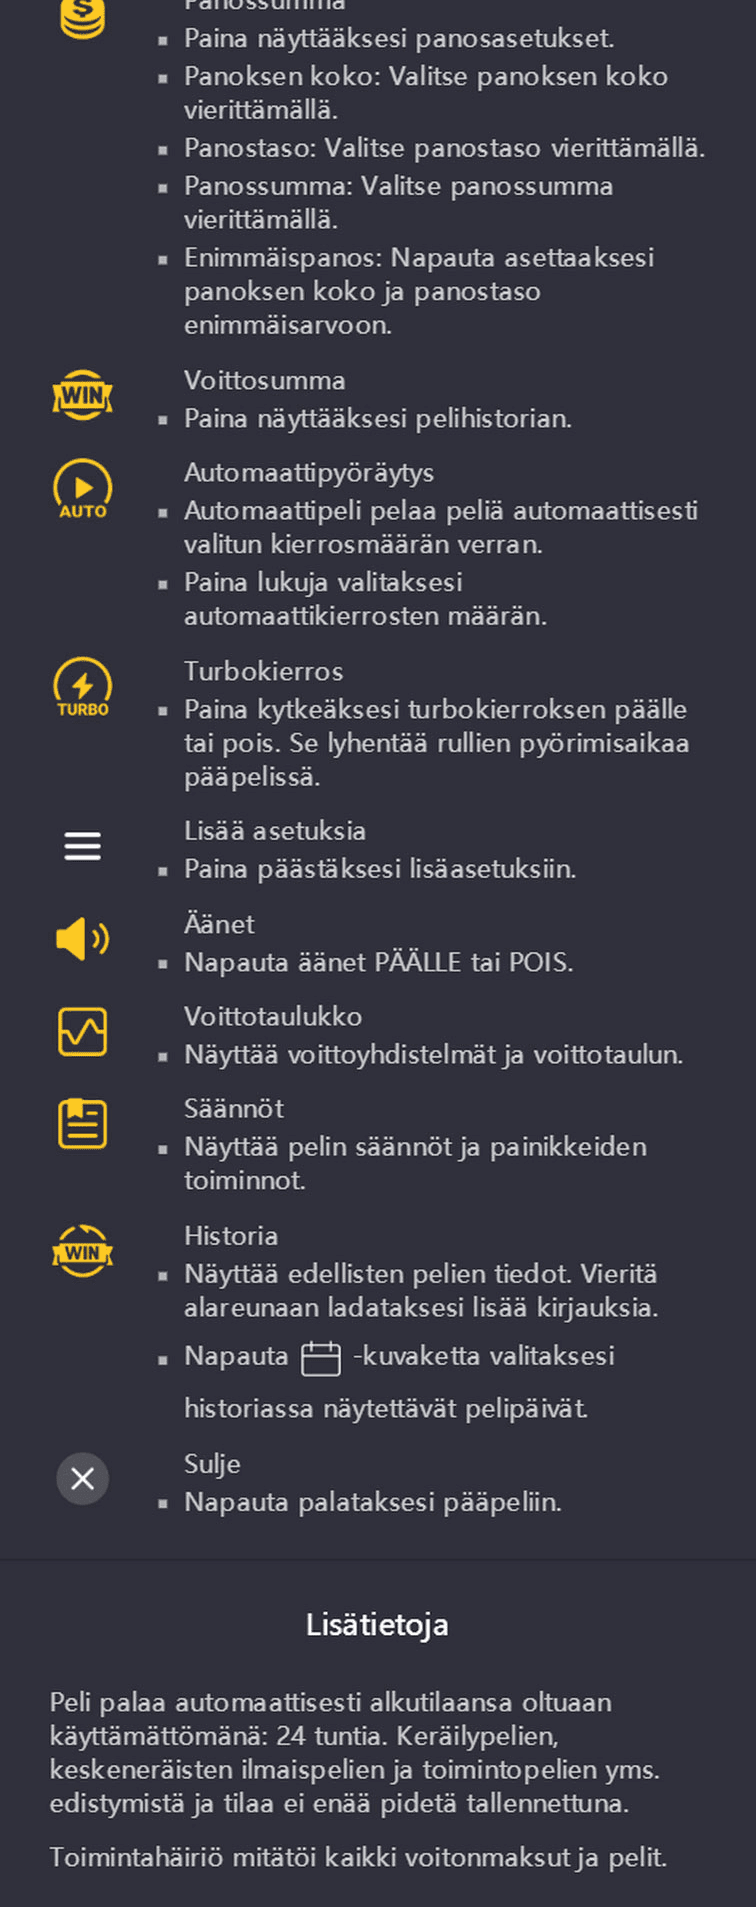 Panossumma
Paina näyttääksesi panosasetukset.
Panoksen koko: Valitse panoksen koko
vierittämällä.
Panostaso: Valitse panostaso vierittämällä.
Panossumma: Valitse panossumma
vierittämällä.
Enimmäispanos: Napauta asettaaksesi
panoksen koko ja panostaso
enimmäisarvoon.
WIN
Voittosumma
Paina näyttääksesi pelihistorian.
AUTO
Automaattipyöräytys
Automaattipeli pelaa peliä automaattisesti
valitun kierrosmäärän verran.
Paina lukuja valitaksesi
automaattikierrosten määrän.
TURBO
Turbokierros
Paina kytkeäksesi turbokierroksen päälle
tai pois. Se lyhentää rullien pyörimisaikaa
pääpelissä.
Lisää asetuksia
Paina päästäksesi lisäasetuksiin.
Äänet
Napauta äänet PÄÄLLE tai POIS.
Voittotaulukko
Näyttää voittoyhdistelmät ja voittotaulun.
Säännöt
Näyttää pelin säännöt ja painikkeiden
toiminnot.
WIN
Historia
Näyttää edellisten pelien tiedot. Vieritä
alareunaan ladataksesi lisää kirjauksia.
Napauta -kuvaketta valitaksesi
historiassa näytettävät pelipäivät.
Sulje
Napauta palataksesi pääpeliin.
Lisätietoja
Peli palaa automaattisesti alkutilaansa oltuaan
käyttämättömänä: 24 tuntia. Keräilypelien,
keskeneräisten ilmaispelien ja toimintopelien yms.
edistymistä ja tilaa ei enää pidetä tallennettuna.
Toimintahäiriö mitätöi kaikki voitonmaksut ja pelit.